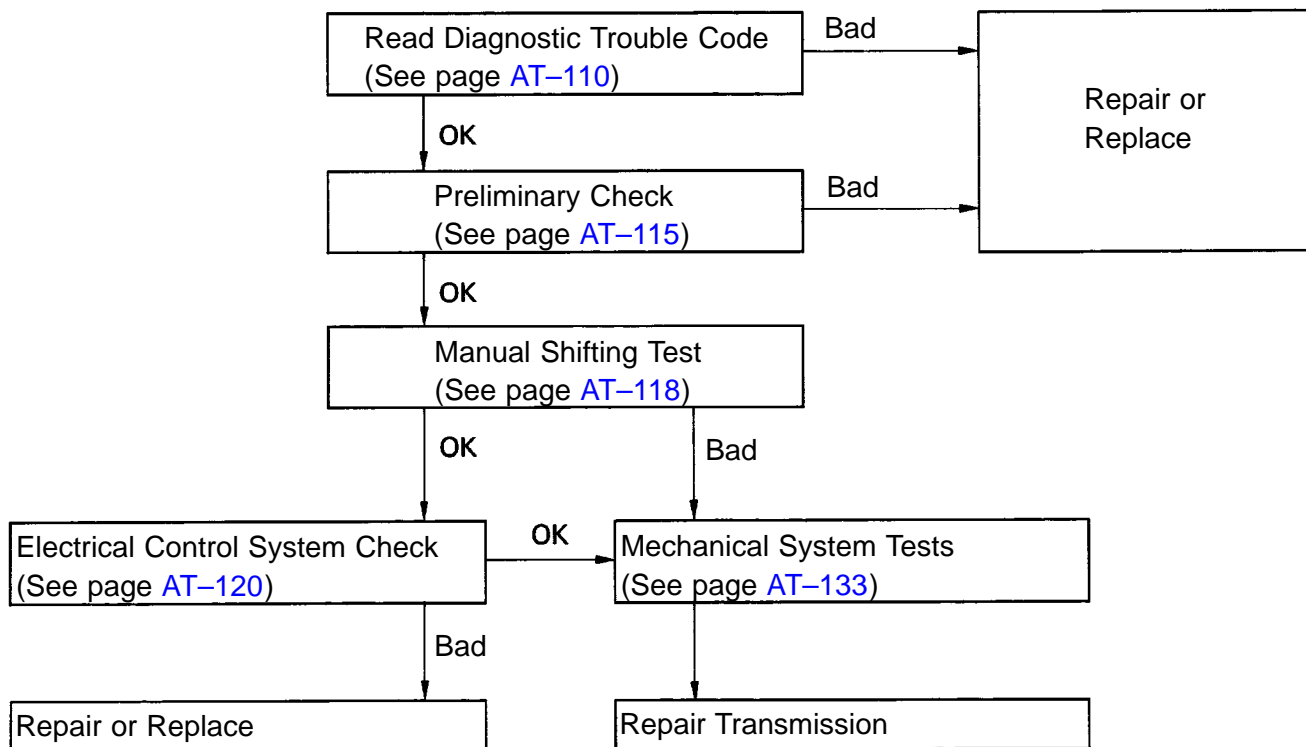 Read Diagnostic Trouble Code
(See page AT–110)
Bad
Repair or
Replace
OK
Preliminary Check
(See page AT–115)
Bad
OK
Manual Shifting Test
(See page AT–118)
OK
Bad
Electrical Control System Check
(See page AT–120)
OK
Mechanical System Tests
(See page AT–133)
Bad
Repair or Replace
Repair Transmission